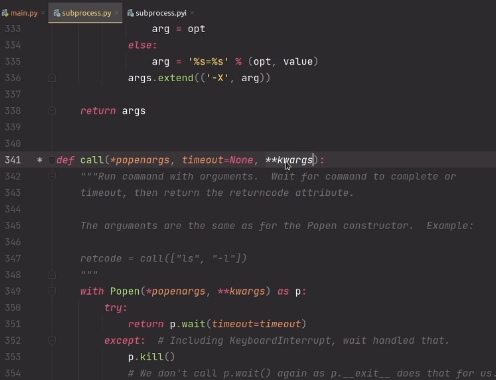 main.py subprocess.py subprocess.pyi
333 arg = opt
334 else:
335 arg = '%s=%s' % (opt, value)
336 args.extend(('-X', arg))
337
338 return args
339
340
341 * def call(*popenargs, timeout=None, **kwargs):
342 """Run command with arguments.  Wait for command to complete or
343 timeout, then return the returncode attribute.
344
345 The arguments are the same as for the Popen constructor.  Example:
346
347 retcode = call(["ls", "-l"])
348 """
349 with Popen(*popenargs, **kwargs) as p:
350 try:
351 return p.wait(timeout=timeout)
352 except:  # Including KeyboardInterrupt, wait handled that.
353 p.kill()
354 # We don't call p.wait() again as p.__exit__ does that for us.